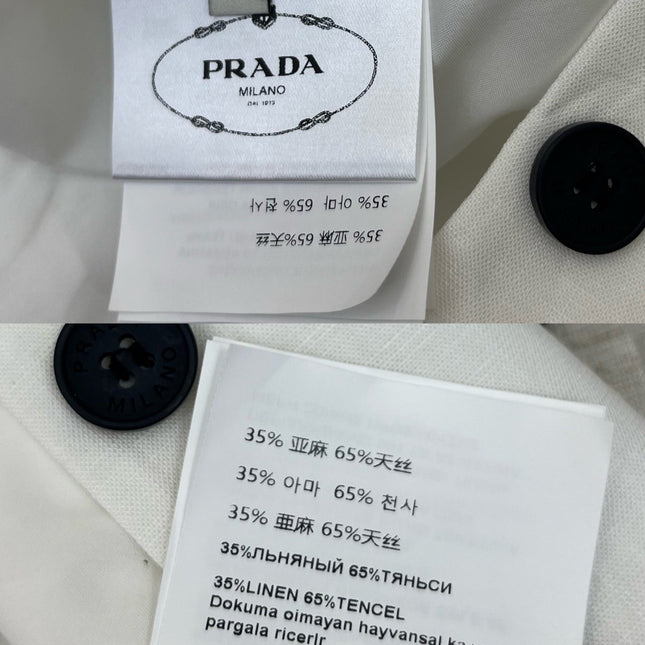 PRADA
MILANO
DAL 1913
35% 아마 65% 천사
35% 亚麻 65%天丝
PRADA
MILANO
35% 亚麻 65%天丝
35% 아마 65% 천사
35% 亜麻 65%天丝
35%ЛЬНЯНЫЙ 65%ТЯНЬСИ
35%LINEN 65%TENCEL
Dokuma oimayan hayvansal
pargala ricerir